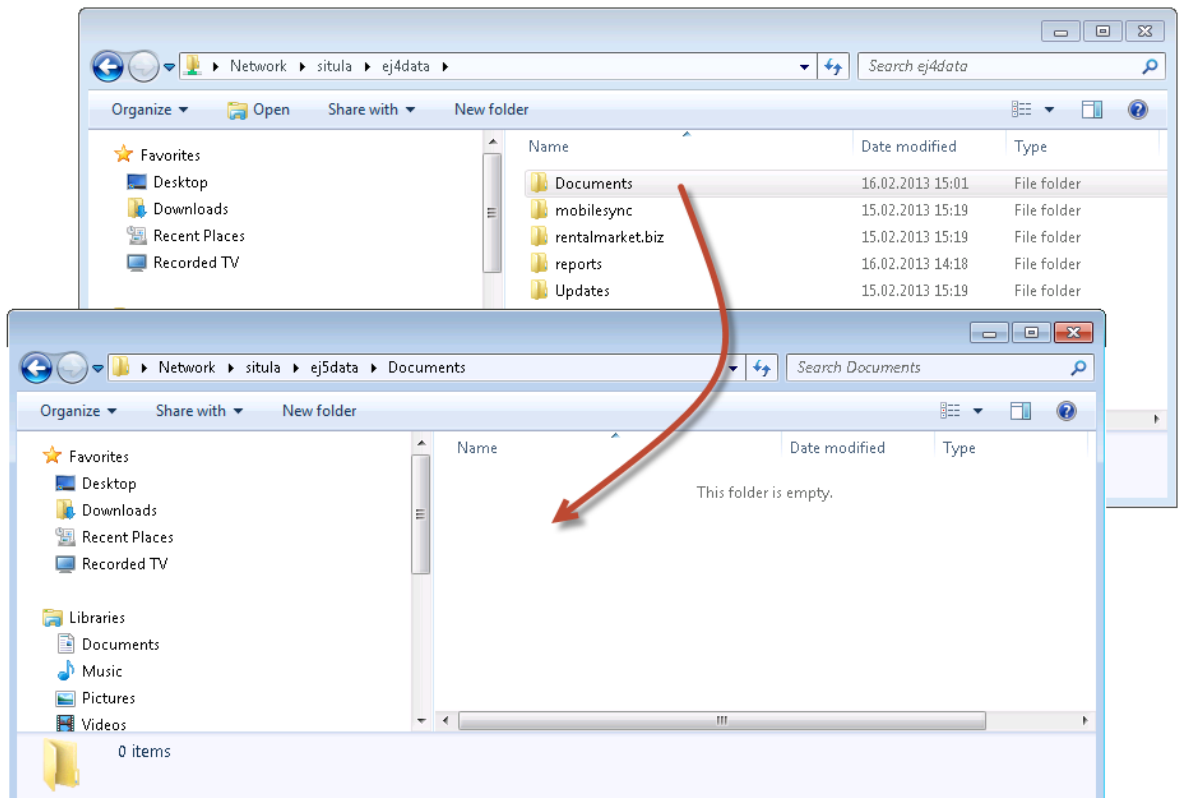 Network situla ej4data
Search ej4data
Organize Open Share with New folder
Name Date modified Type
Favorites
Desktop
Downloads
Recent Places
Recorded TV
Documents 16.02.2013 15:01 File folder
mobilesync 15.02.2013 15:19 File folder
rentalmarket.biz 15.02.2013 15:19 File folder
reports 16.02.2013 14:18 File folder
Updates 15.02.2013 15:19 File folder
Network situla ej5data Documents
Search Documents
Organize Share with New folder
Name Date modified Type
Favorites
Desktop
Downloads
Recent Places
Recorded TV
Libraries
Documents
Music
Pictures
Videos
This folder is empty.
0 items